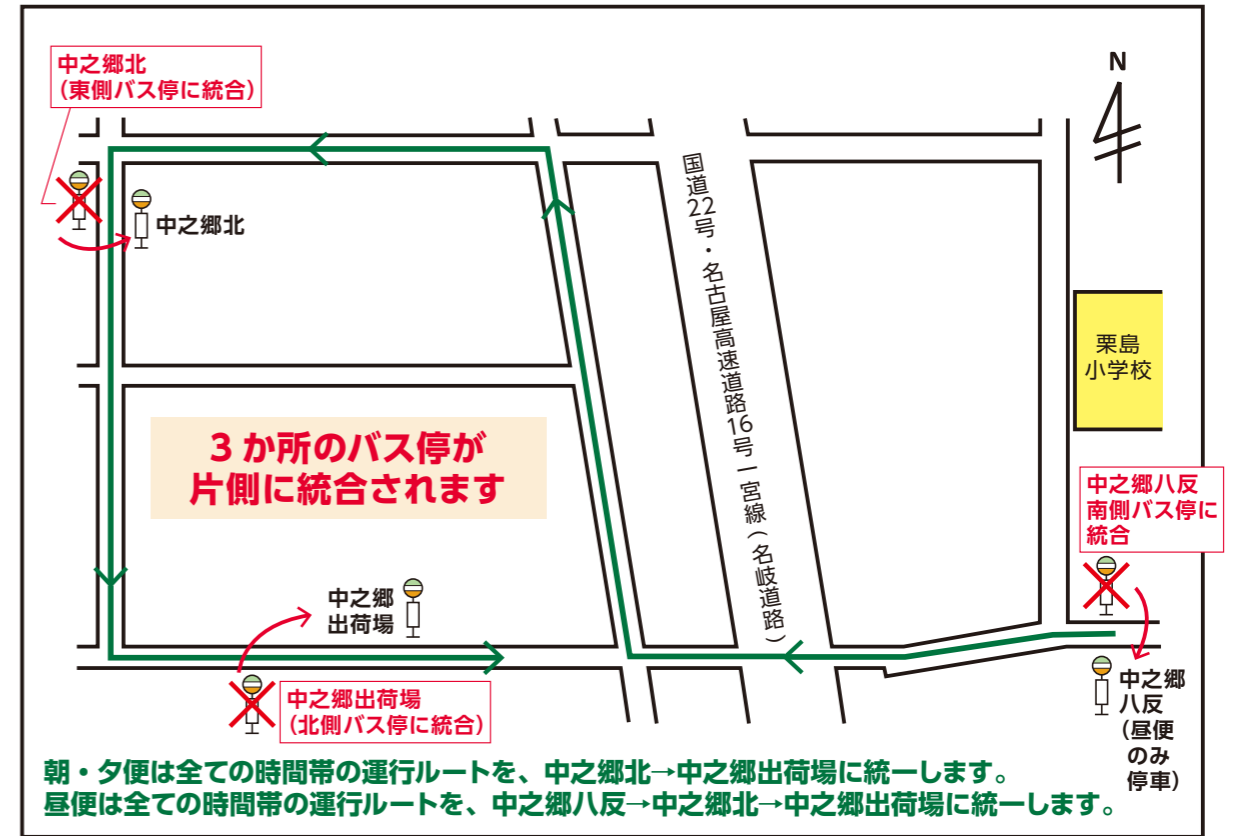 中之郷北
（東側バス停に統合）
N
中之郷北
国道22号・名古屋高速道路16号一宮線（名岐道路）
栗島
小学校
3か所のバス停が
片側に統合されます
中之郷八反
南側バス停に
統合
中之郷
出荷場
中之郷出荷場
（北側バス停に統合）
中之郷
八反
（昼便
のみ
停車）
朝・夕便は全ての時間帯の運行ルートを、中之郷北→中之郷出荷場に統一します。
昼便は全ての時間帯の運行ルートを、中之郷八反→中之郷北→中之郷出荷場に統一します。